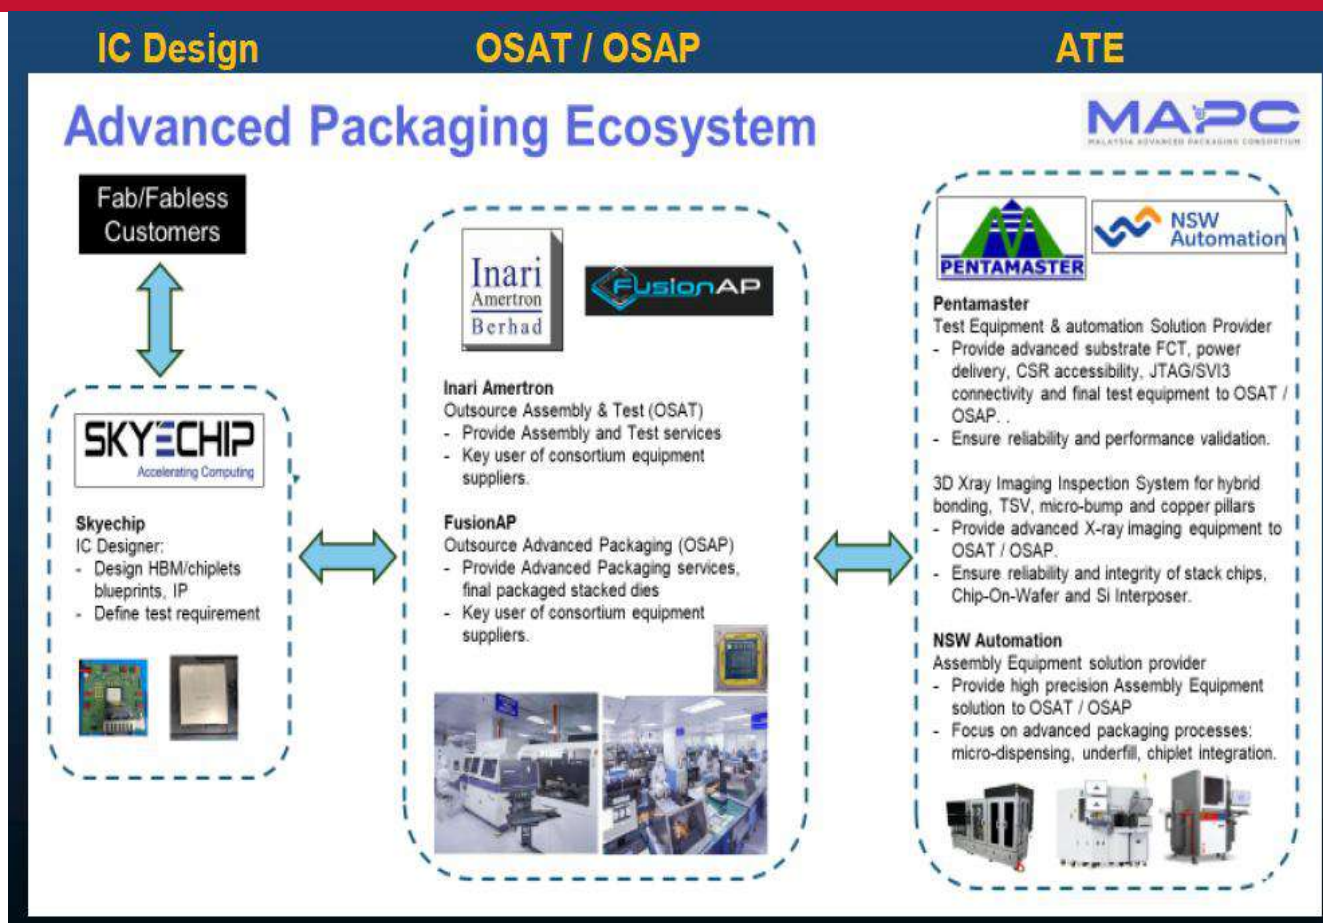 IC Design
OSAT / OSAP
ATE
Advanced Packaging Ecosystem
MAPC
MALAYSIA ADVANCED PACKAGING CONSORTIUM
Fab/Fabless
Customers
SKYECHIP
Accelerating Computing
Skyechip
IC Designer:
- Design HBM/chiplets
blueprints, IP
- Define test requirement
Inari
Amertron
Berhad
FusionAP
Inari Amertron
Outsource Assembly & Test (OSAT)
- Provide Assembly and Test services
- Key user of consortium equipment
suppliers.
FusionAP
Outsource Advanced Packaging (OSAP)
- Provide Advanced Packaging services,
final packaged stacked dies
- Key user of consortium equipment
suppliers.
PENTAMASTER
NSW
Automation
Pentamaster
Test Equipment & automation Solution Provider
- Provide advanced substrate FCT, power
delivery, CSR accessibility, JTAG/SVI3
connectivity and final test equipment to OSAT /
OSAP. .
- Ensure reliability and performance validation.
3D Xray Imaging Inspection System for hybrid
bonding, TSV, micro-bump and copper pillars
- Provide advanced X-ray imaging equipment to
OSAT / OSAP.
- Ensure reliability and integrity of stack chips,
Chip-On-Wafer and Si Interposer.
NSW Automation
Assembly Equipment solution provider
- Provide high precision Assembly Equipment
solution to OSAT / OSAP
- Focus on advanced packaging processes:
micro-dispensing, underfill, chiplet integration.